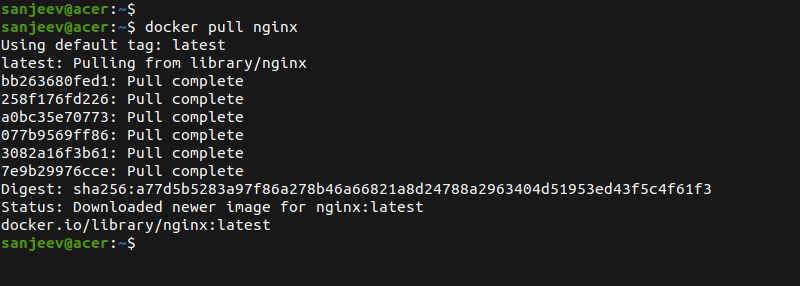 sanjeev@acer:~$
sanjeev@acer:~$ docker pull nginx
Using default tag: latest
latest: Pulling from library/nginx
bb263680fed1: Pull complete
258f176fd226: Pull complete
a0bc35e70773: Pull complete
077b9569ff86: Pull complete
3082a16f3b61: Pull complete
7e9b29976cce: Pull complete
Digest: sha256:a77d5b5283a97f86a278b46a66821a8d24788a2963404d51953ed43f5c4f61f3
Status: Downloaded newer image for nginx:latest
docker.io/library/nginx:latest
sanjeev@acer:~$